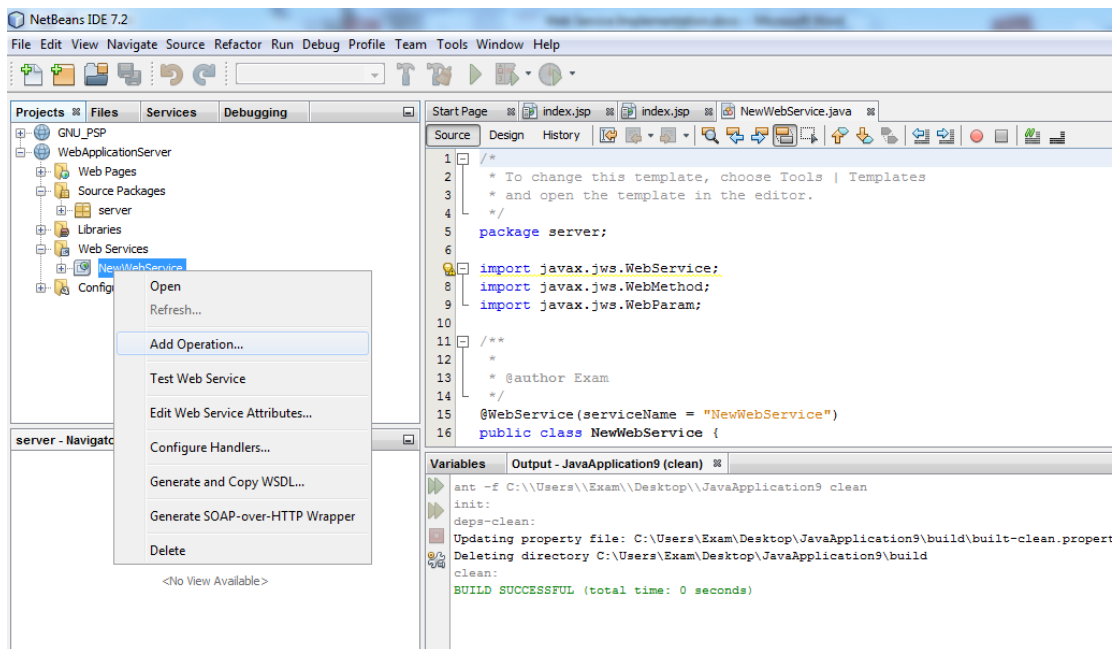 NetBeans IDE 7.2
File Edit View Navigate Source Refactor Run Debug Profile Team Tools Window Help
Projects Files Services Debugging
GNU_PSP
WebApplicationServer
Web Pages
Source Packages
server
Libraries
Web Services
NewWebService
Config
Open
Refresh...
Add Operation...
Test Web Service
Edit Web Service Attributes...
Configure Handlers...
Generate and Copy WSDL...
Generate SOAP-over-HTTP Wrapper
Delete
server - Navigato
<No View Available>
Start Page index.jsp index.jsp NewWebService.java
Source Design History
1 /*
2 * To change this template, choose Tools | Templates
3 * and open the template in the editor.
4 */
5 package server;
6
import javax.jws.WebService;
8 import javax.jws.WebMethod;
9 import javax.jws.WebParam;
10
11 /**
12 *
13 * @author Exam
14 */
15 @WebService(serviceName = "NewWebService")
16 public class NewWebService {
Variables Output - JavaApplication9 (clean)
ant -f C:\\Users\\Exam\\Desktop\\JavaApplication9 clean
init:
deps-clean:
Updating property file: C:\Users\Exam\Desktop\JavaApplication9\build\built-clean.propert
Deleting directory C:\Users\Exam\Desktop\JavaApplication9\build
clean:
BUILD SUCCESSFUL (total time: 0 seconds)